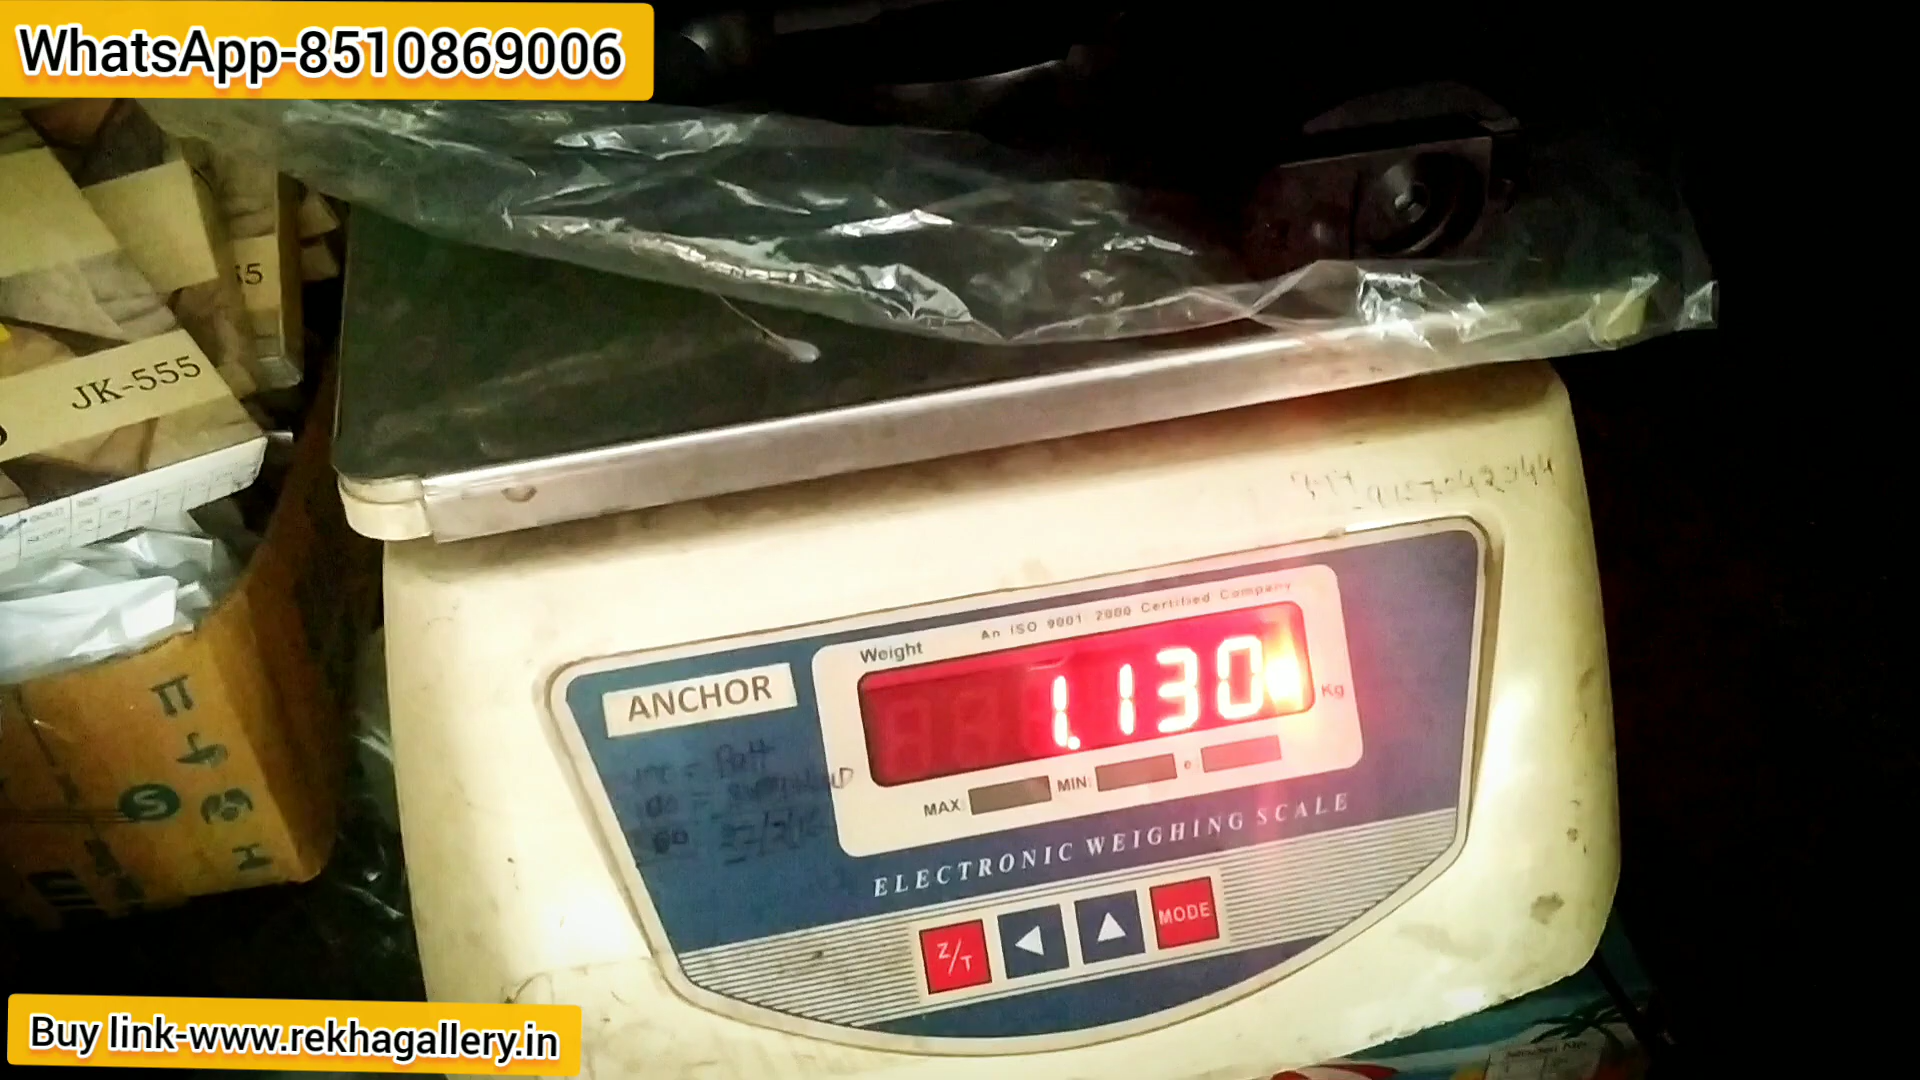 WhatsApp-8510869006
55
JK-555
An ISO 9001 2000 Certified Company
Weight
1.130
Kg
ANCHOR
MAX
MIN
e
ELECTRONIC WEIGHING SCALE
Z/T
MODE
Buy link-www.rekhagallery.in